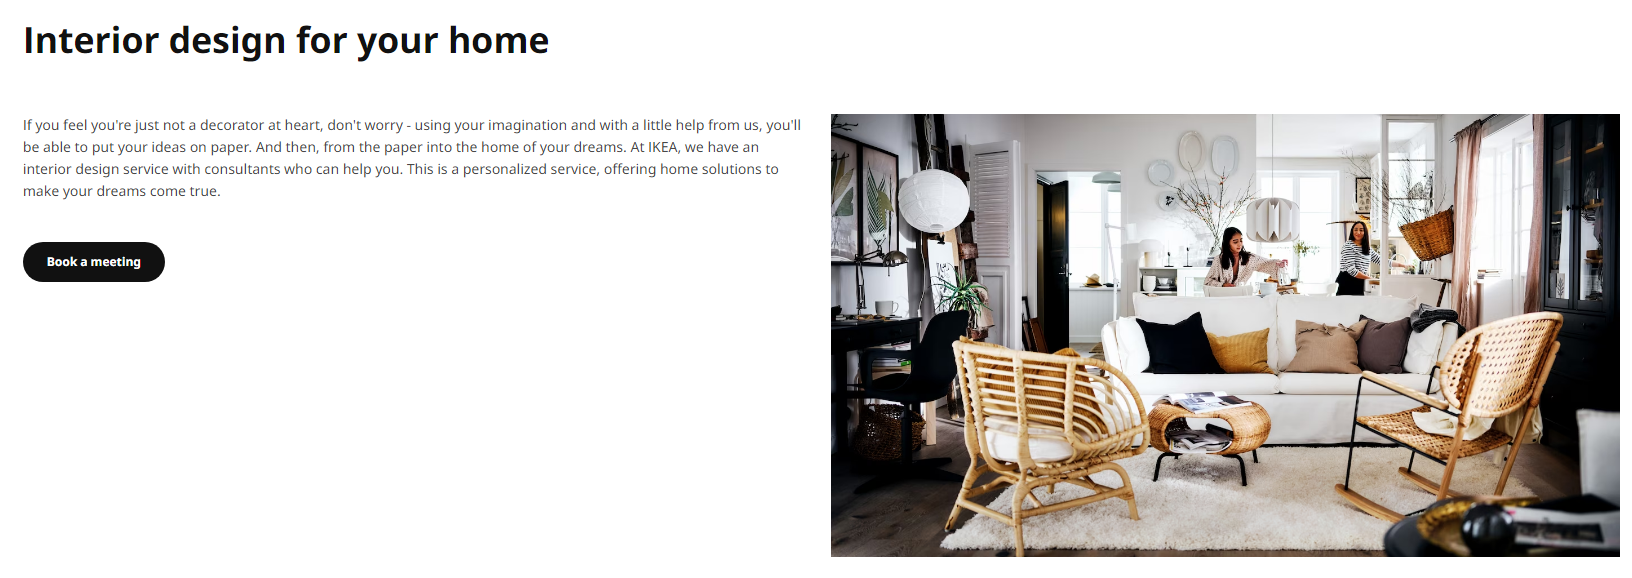 Interior design for your home
If you feel you're just not a decorator at heart, don't worry - using your imagination and with a little help from us, you'll
be able to put your ideas on paper. And then, from the paper into the home of your dreams. At IKEA, we have an
interior design service with consultants who can help you. This is a personalized service, offering home solutions to
make your dreams come true.
Book a meeting